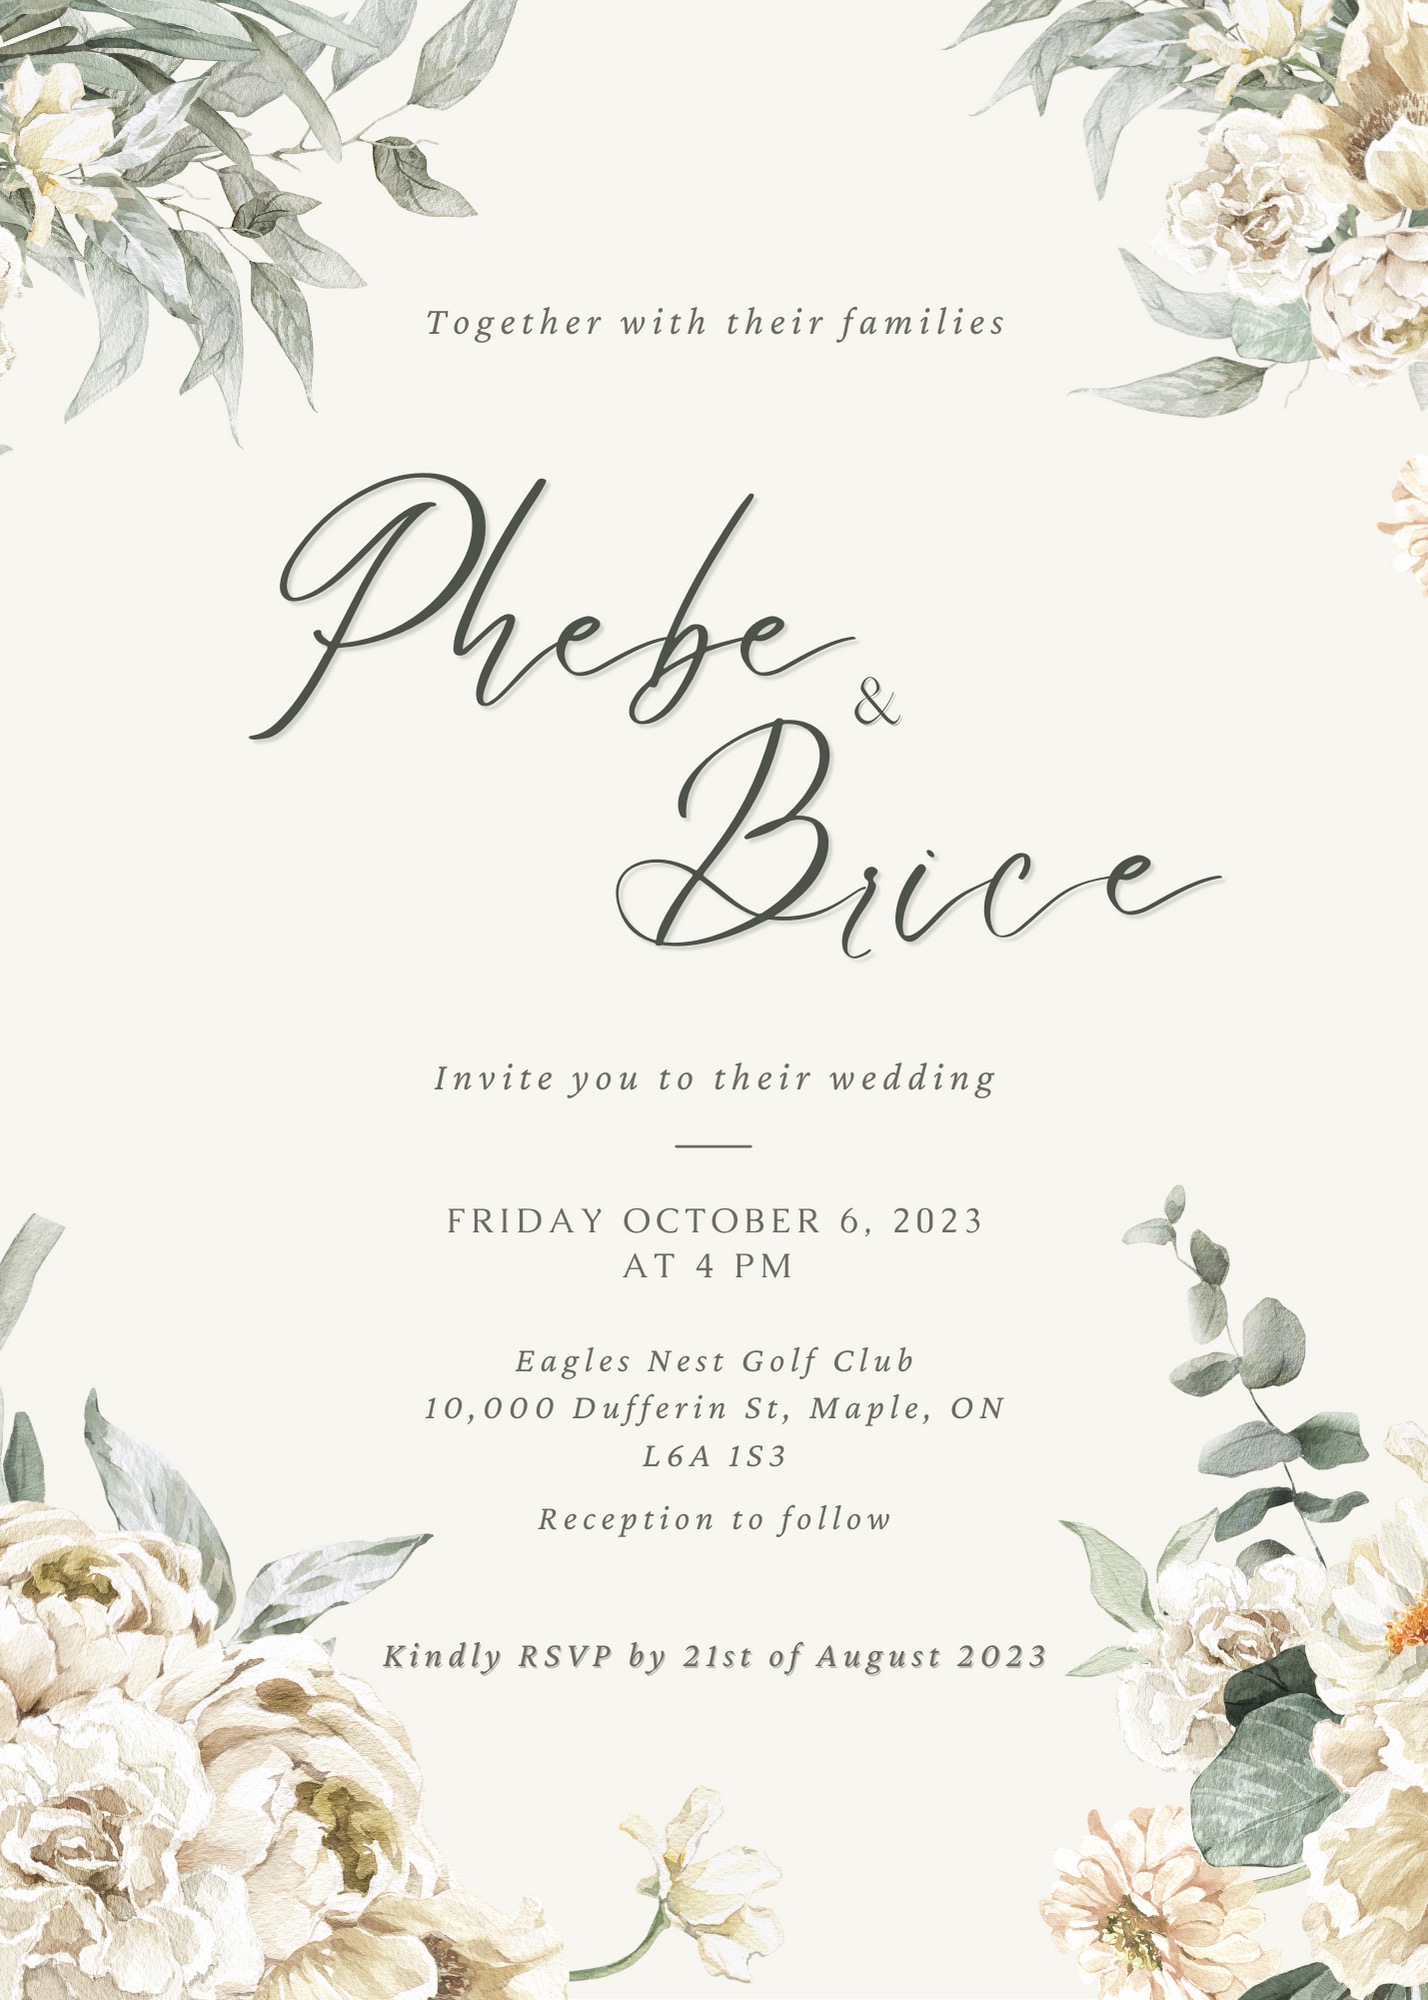 Together with their families
Phebe
&
Brice
Invite you to their wedding
FRIDAY OCTOBER 6, 2023
AT 4 PM
Eagles Nest Golf Club
10,000 Dufferin St, Maple, ON
L6A 1S3
Reception to follow
Kindly RSVP by 21st of August 2023